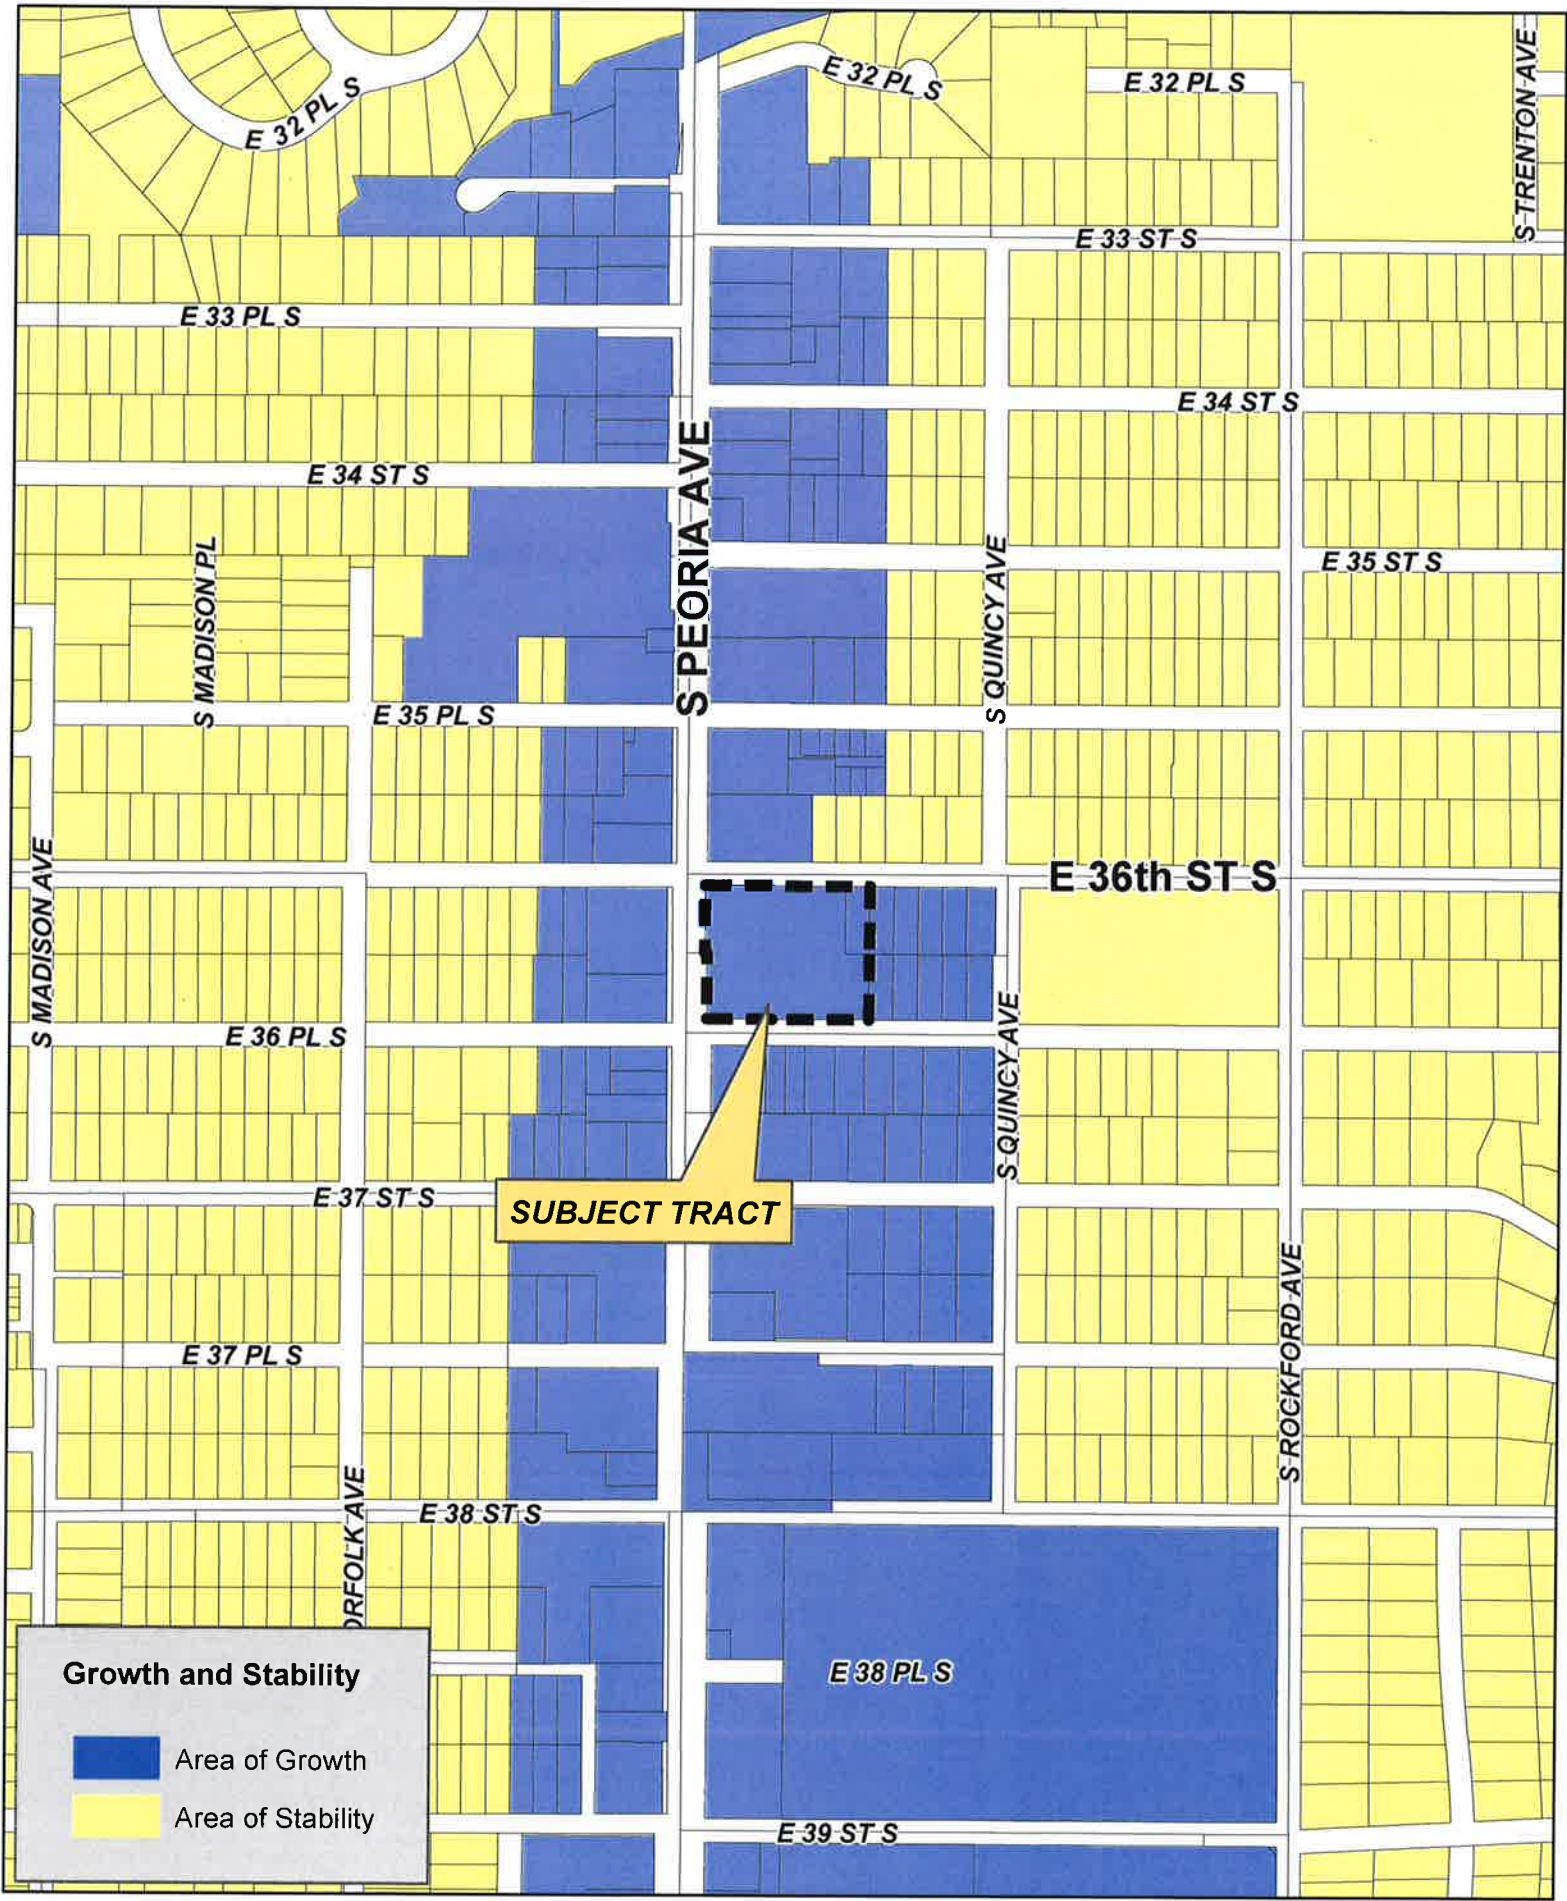 E 32 PL S
E 32 PL S
E 32 PL S
S TRENTON AVE
E 33 ST S
E 33 PL S
E 34 ST S
E 34 ST S
S PEORIA AVE
S MADISON PL
S QUINCY AVE
E 35 ST S
E 35 PL S
S MADISON AVE
E 36th ST S
E 36 PL S
S QUINCY AVE
E 37 ST S
SUBJECT TRACT
S ROCKFORD AVE
E 37 PL S
E 38 ST S
ORFOLK AVE
E 38 PL S
Growth and Stability
Area of Growth
Area of Stability
E 39 ST S